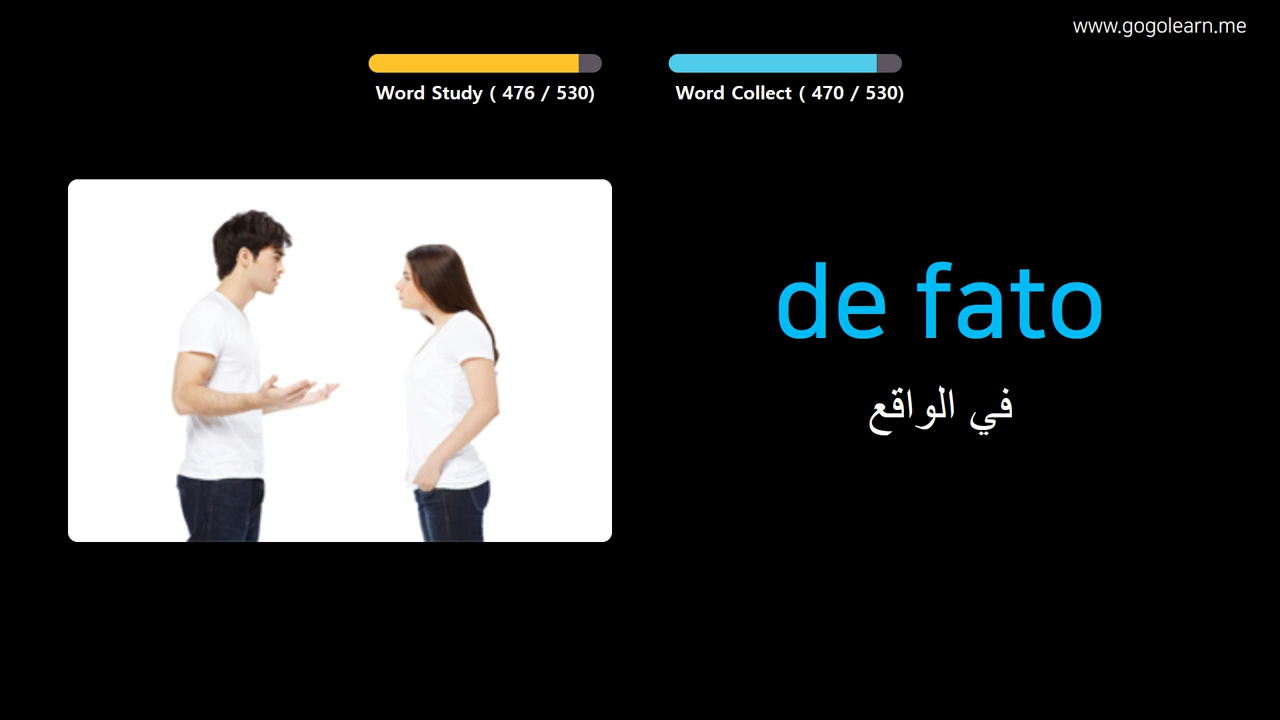 www.gogolearn.me
Word Study ( 476 / 530)
Word Collect ( 470 / 530)
de fato
في الواقع